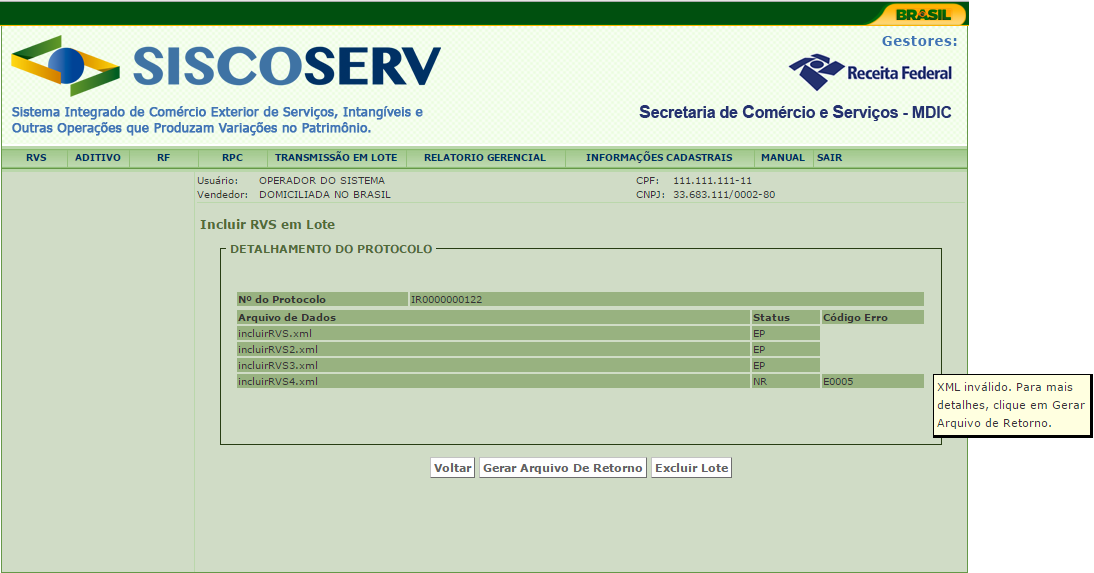 BRASIL
Gestores:
SISCOSERV
Receita Federal
Sistema Integrado de Comércio Exterior de Serviços, Intangíveis e
Outras Operações que Produzam Variações no Patrimônio.
Secretaria de Comércio e Serviços - MDIC
RVS ADITIVO RF RPC TRANSMISSÃO EM LOTE RELATORIO GERENCIAL INFORMAÇÕES CADASTRAIS MANUAL SAIR
Usuário: OPERADOR DO SISTEMA CPF: 111.111.111-11
Vendedor: DOMICILIADA NO BRASIL CNPJ: 33.683.111/0002-80
Incluir RVS em Lote
DETALHAMENTO DO PROTOCOLO
Nº do Protocolo IR0000000122
Arquivo de Dados Status Código Erro
incluirRVS.xml EP
incluirRVS2.xml EP
incluirRVS3.xml EP
incluirRVS4.xml NR E0005
XML inválido. Para mais
detalhes, clique em Gerar
Arquivo de Retorno.
Voltar Gerar Arquivo De Retorno Excluir Lote